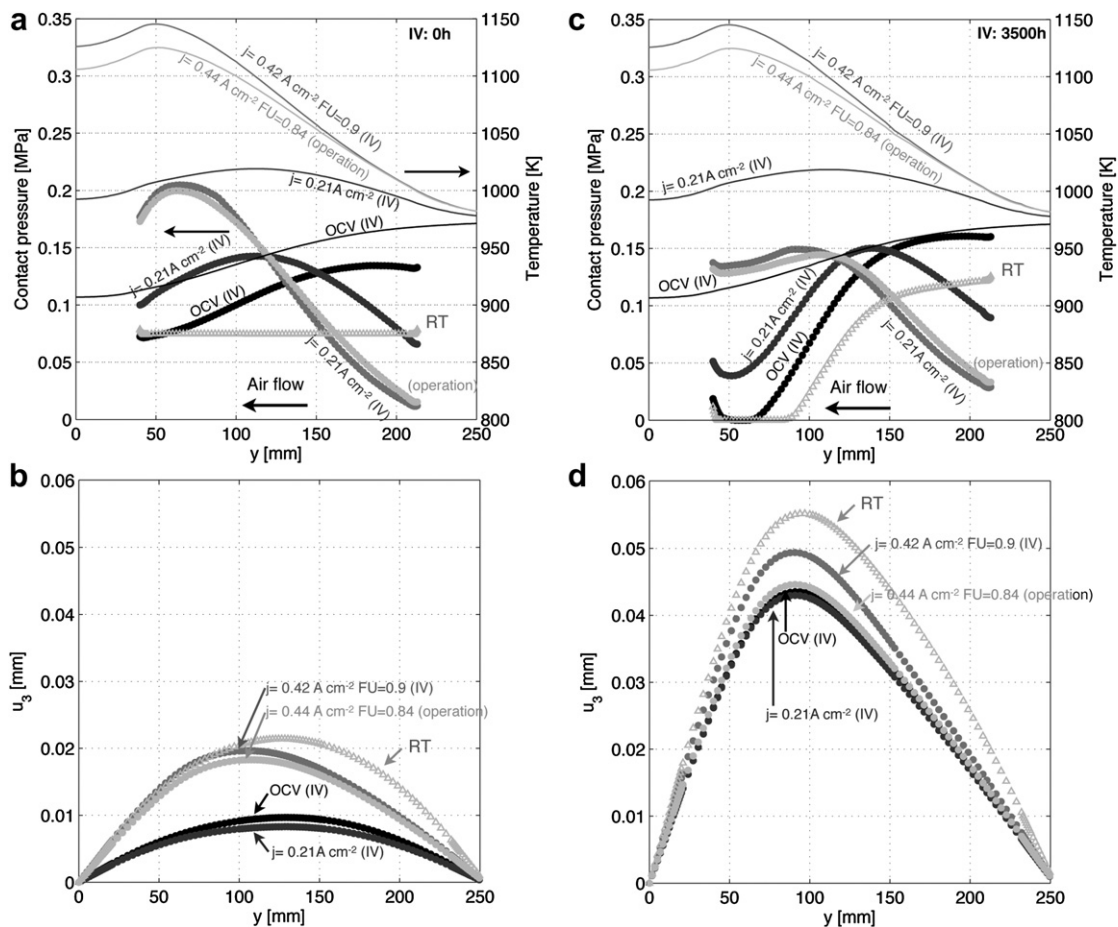 a
IV: 0h
Contact pressure [MPa]
0.35
0.3
0.25
0.2
0.15
0.1
0.05
0
1150
1100
1050
1000
950
900
850
800
Temperature [K]
j= 0.42 A cm-2 FU=0.9 (IV)
j= 0.44 A cm-2 FU=0.84 (operation)
j= 0.21A cm-2 (IV)
OCV (IV)
j= 0.21A cm-2 (IV)
OCV (IV)
RT
j= 0.21A cm-2 (IV)
(operation)
Air flow
0 50 100 150 200 250
y [mm]
c
IV: 3500h
Contact pressure [MPa]
0.35
0.3
0.25
0.2
0.15
0.1
0.05
0
1150
1100
1050
1000
950
900
850
800
Temperature [K]
j= 0.42 A cm-2 FU=0.9 (IV)
j= 0.44 A cm-2 FU=0.84 (operation)
j= 0.21A cm-2 (IV)
OCV (IV)
RT
j= 0.21A cm-2 (IV)
OCV (IV)
j= 0.21A cm-2 (IV)
(operation)
Air flow
0 50 100 150 200 250
y [mm]
b
u3 [mm]
0.06
0.05
0.04
0.03
0.02
0.01
0
j= 0.42 A cm-2 FU=0.9 (IV)
j= 0.44 A cm-2 FU=0.84 (operation)
RT
OCV (IV)
j= 0.21A cm-2 (IV)
0 50 100 150 200 250
y [mm]
d
u3 [mm]
0.06
0.05
0.04
0.03
0.02
0.01
0
RT
j= 0.42 A cm-2 FU=0.9 (IV)
j= 0.44 A cm-2 FU=0.84 (operation)
OCV (IV)
j= 0.21A cm-2 (IV)
0 50 100 150 200 250
y [mm]